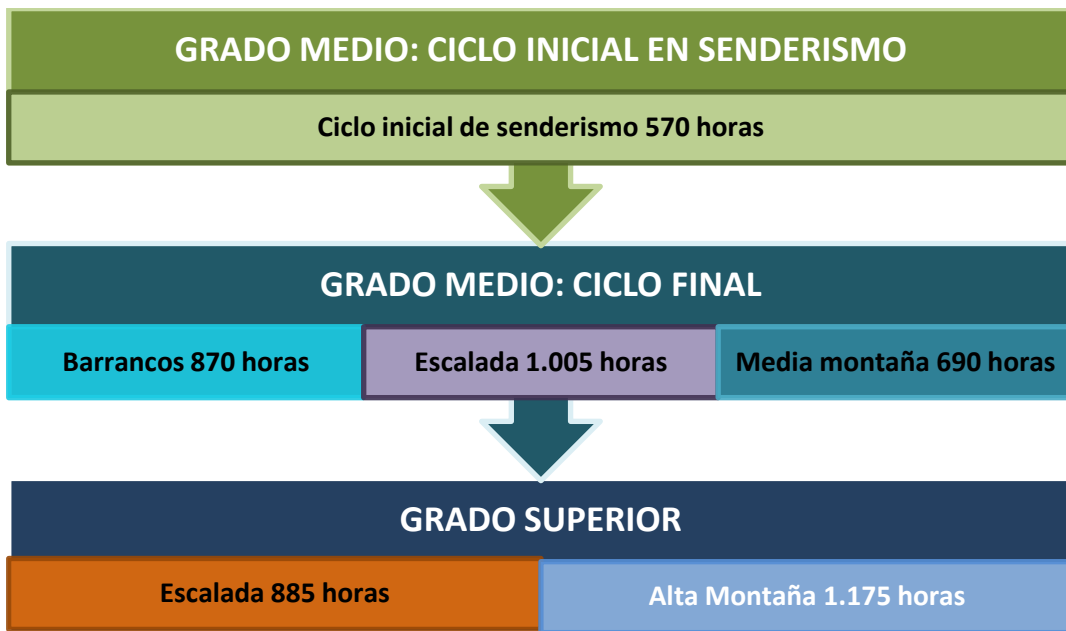 GRADO MEDIO: CICLO INICIAL EN SENDERISMO
Ciclo inicial de senderismo 570 horas
GRADO MEDIO: CICLO FINAL
Barrancos 870 horas
Escalada 1.005 horas
Media montaña 690 horas
GRADO SUPERIOR
Escalada 885 horas
Alta Montaña 1.175 horas